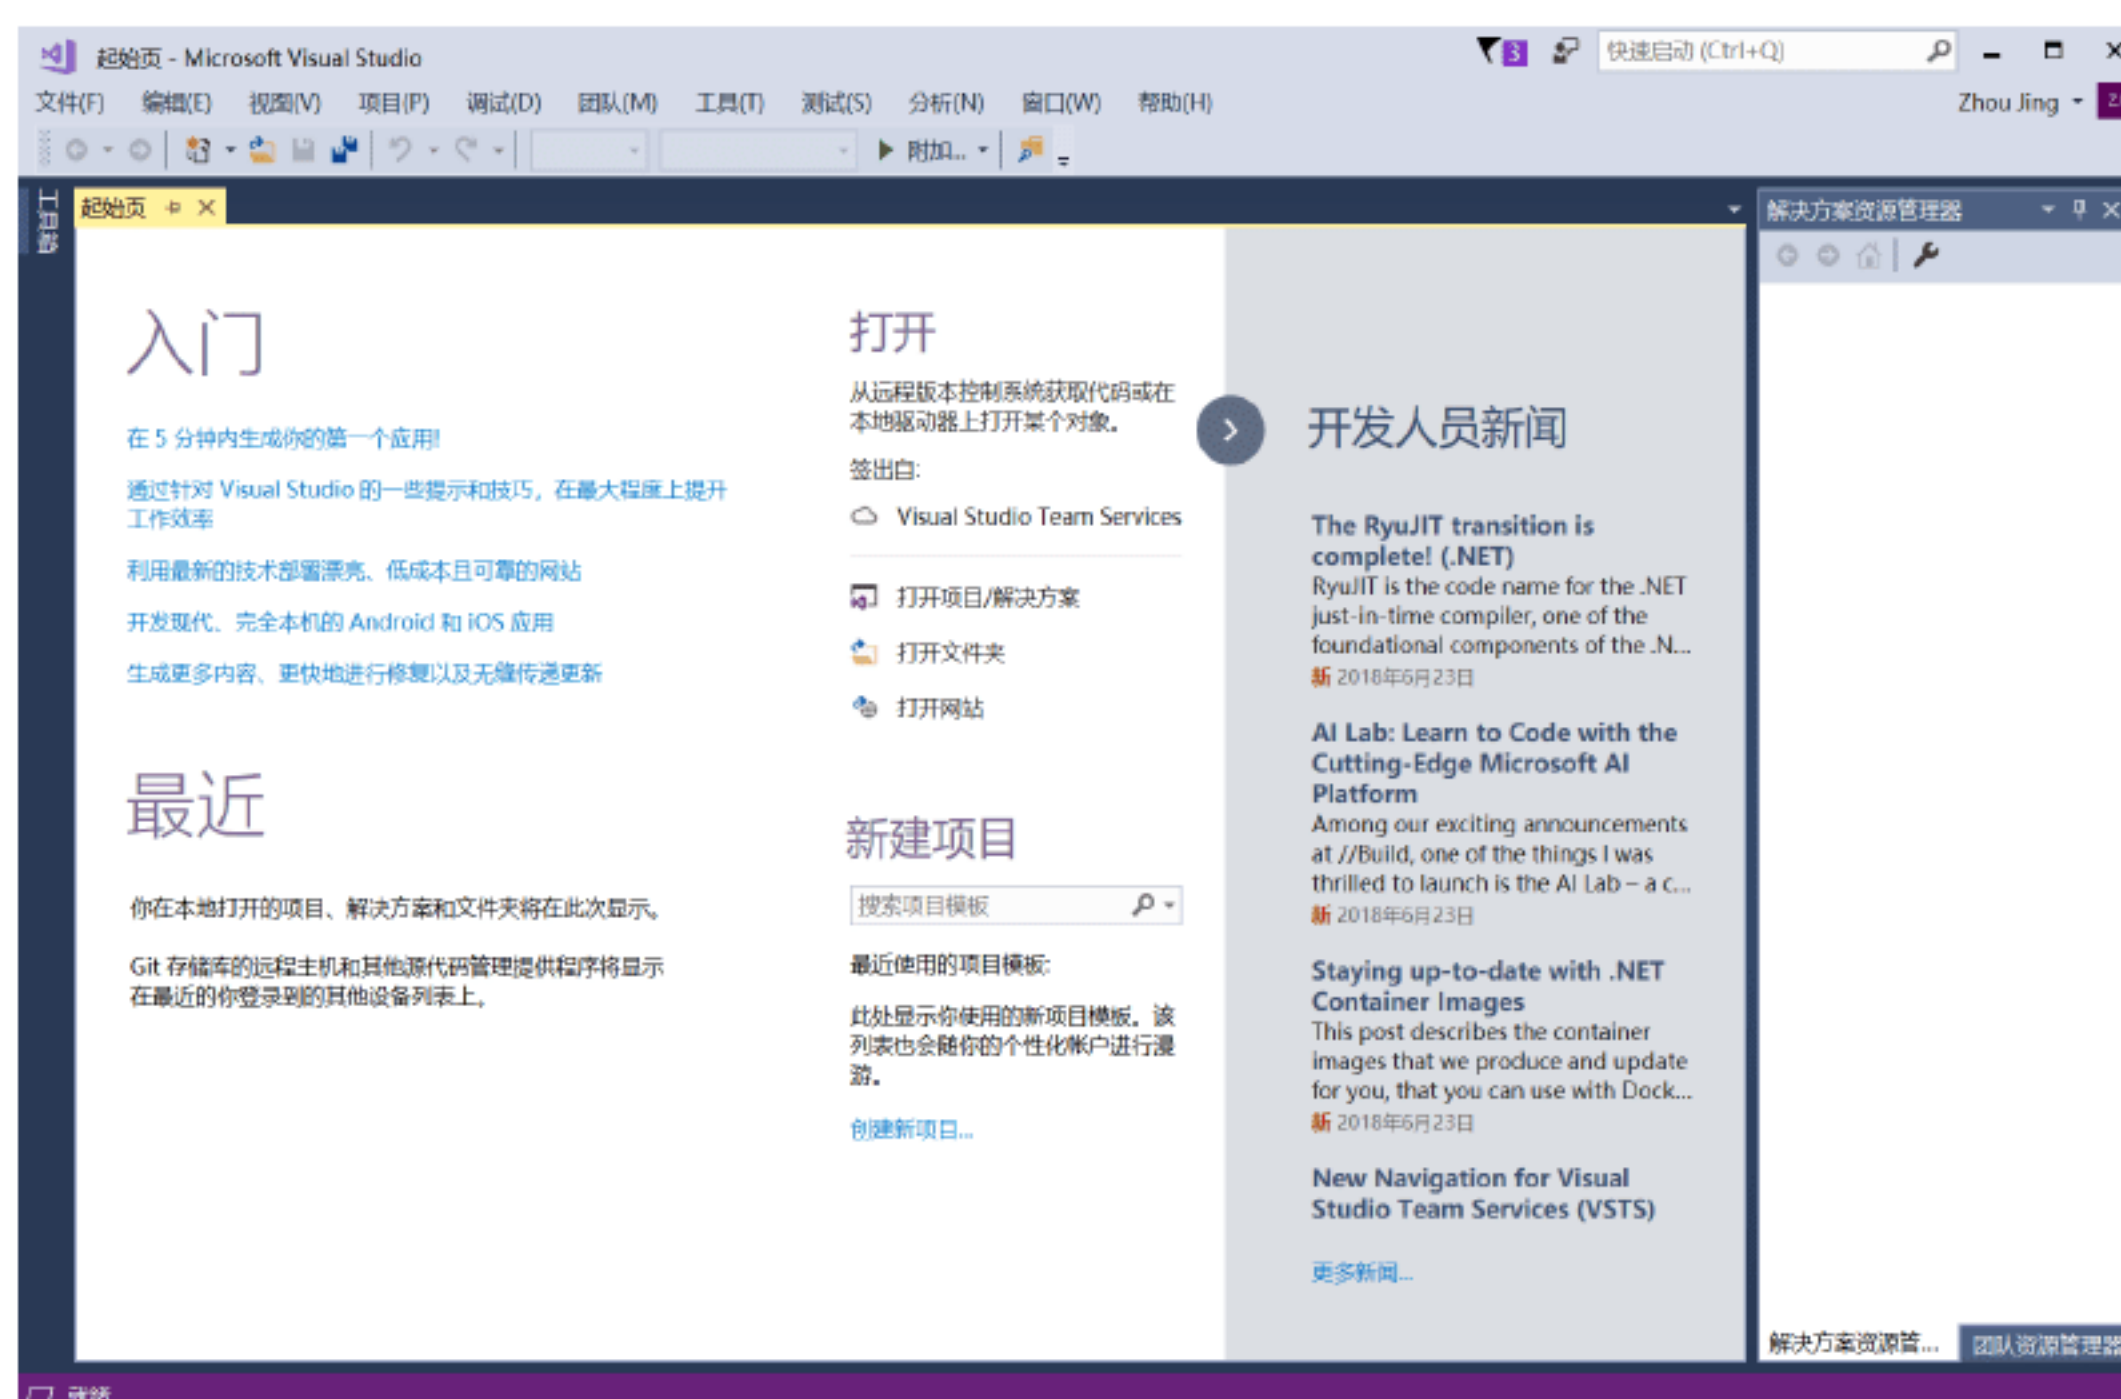 起始页 - Microsoft Visual Studio
3
快速启动 (Ctrl+Q)
文件(F) 编辑(E) 视图(V) 项目(P) 调试(D) 团队(M) 工具(T) 测试(S) 分析(N) 窗口(W) 帮助(H)
Zhou Jing
附加...
工具箱
起始页
解决方案资源管理器
入门
在 5 分钟内生成你的第一个应用!
通过针对 Visual Studio 的一些提示和技巧，在最大程度上提升
工作效率
利用最新的技术部署漂亮、低成本且可靠的网站
开发现代、完全本机的 Android 和 iOS 应用
生成更多内容、更快地进行修复以及无缝传递更新
最近
你在本地打开的项目、解决方案和文件夹将在此次显示。
Git 存储库的远程主机和其他源代码管理提供程序将显示
在最近的你登录到的其他设备列表上。
打开
从远程版本控制系统获取代码或在
本地驱动器上打开某个对象。
签出自:
Visual Studio Team Services
打开项目/解决方案
打开文件夹
打开网站
新建项目
搜索项目模板
最近使用的项目模板:
此处显示你使用的新项目模板。该
列表也会随你的个性化帐户进行漫
游。
创建新项目...
开发人员新闻
The RyuJIT transition is
complete! (.NET)
RyuJIT is the code name for the .NET
just-in-time compiler, one of the
foundational components of the .N...
新 2018年6月23日
AI Lab: Learn to Code with the
Cutting-Edge Microsoft AI
Platform
Among our exciting announcements
at //Build, one of the things I was
thrilled to launch is the AI Lab – a c...
新 2018年6月23日
Staying up-to-date with .NET
Container Images
This post describes the container
images that we produce and update
for you, that you can use with Dock...
新 2018年6月23日
New Navigation for Visual
Studio Team Services (VSTS)
更多新闻...
解决方案资源管...
团队资源管理器
就绪